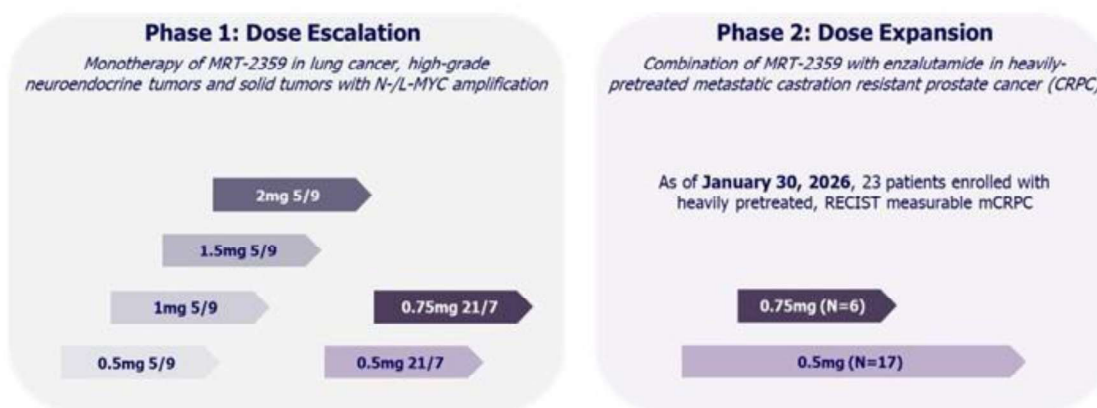 Phase 1: Dose Escalation
Monotherapy of MRT-2359 in lung cancer, high-grade
neuroendocrine tumors and solid tumors with N-/L-MYC amplification
2mg 5/9
1.5mg 5/9
1mg 5/9
0.75mg 21/7
0.5mg 5/9
0.5mg 21/7
Phase 2: Dose Expansion
Combination of MRT-2359 with enzalutamide in heavily-
pretreated metastatic castration resistant prostate cancer (CRPC)
As of January 30, 2026, 23 patients enrolled with
heavily pretreated, RECIST measurable mCRPC
0.75mg (N=6)
0.5mg (N=17)